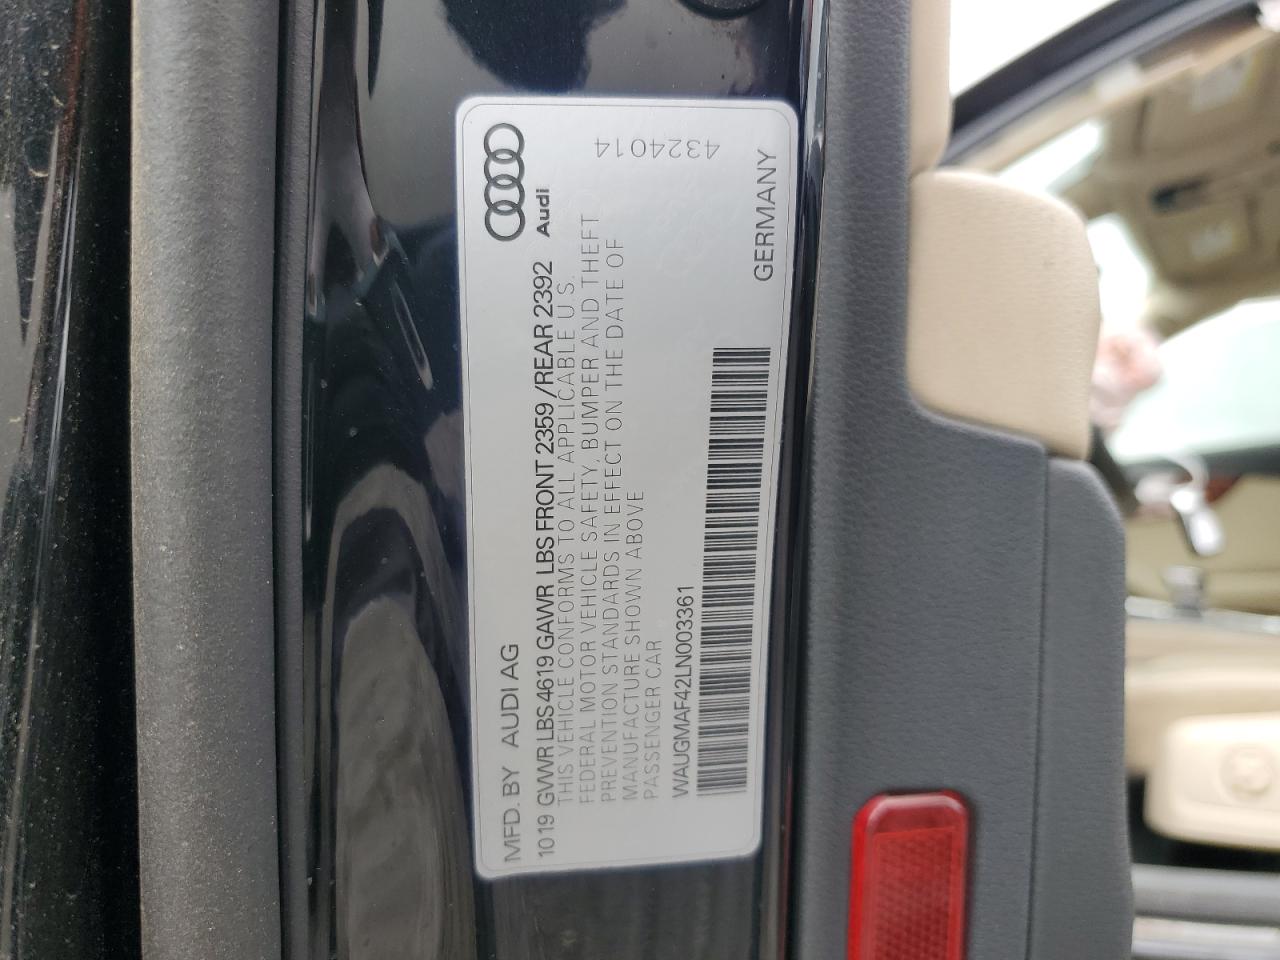 MFD. BY AUDI AG
Audi
1019 GVWR LBS 4619 GAWR LBS FRONT 2359 /REAR 2392
THIS VEHICLE CONFORMS TO ALL APPLICABLE U S.
FEDERAL MOTOR VEHICLE SAFETY, BUMPER AND THEFT
PREVENTION STANDARDS IN EFFECT ON THE DATE OF
MANUFACTURE SHOWN ABOVE
PASSENGER CAR
4324014
WAUGMAF42LN003361
GERMANY